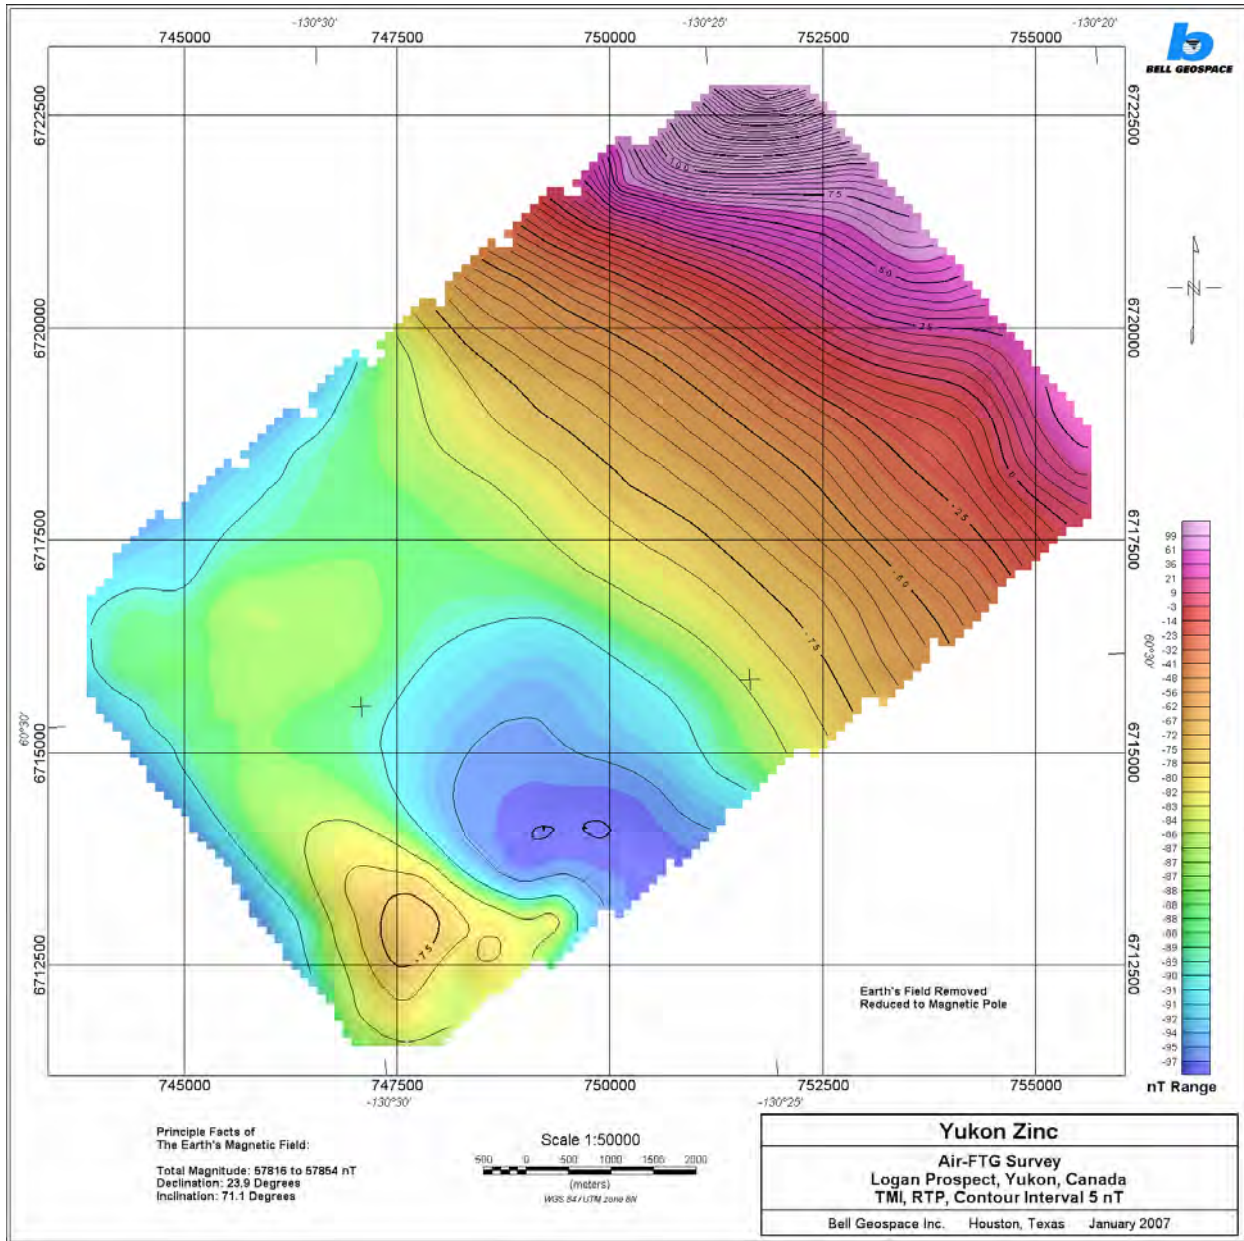 -130°30' -130°25' -130°20'
745000 747500 750000 752500 755000
BELL GEOSPACE
6722500 6722500
100
75
50
6720000 25 6720000
0
-25
6717500 6717500
-50
-75
60°30'
60°30'
6715000 6715000
-75
6712500 6712500
Earth's Field Removed
Reduced to Magnetic Pole
99
61
36
21
9
-3
-14
-32
-41
-48
-56
-62
-67
-72
-75
-78
-80
-82
-83
-84
-86
-87
-87
-88
-88
-89
-89
-90
-91
-92
-94
-95
-97
nT Range
745000 747500 750000 752500 755000
-130°30' -130°25'
Principle Facts of
The Earth's Magnetic Field:
Total Magnitude: 57816 to 57854 nT
Declination: 23.9 Degrees
Inclination: 71.1 Degrees
Scale 1:50000
500 0 500 1000 1500 2000
(meters)
WGS 84 / UTM zone 8N
Yukon Zinc
Air-FTG Survey
Logan Prospect, Yukon, Canada
TMI, RTP, Contour Interval 5 nT
Bell Geospace Inc. Houston, Texas January 2007